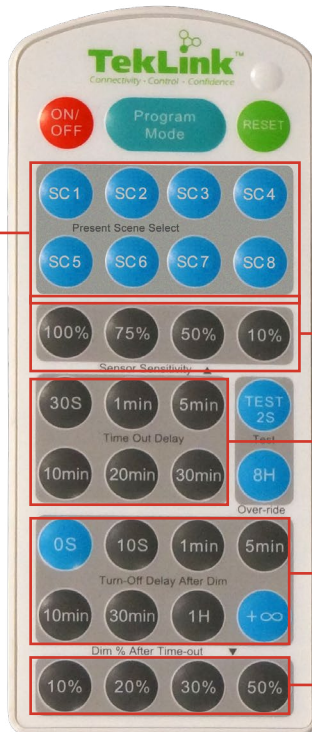 TekLink™
Connectivity - Control - Confidence
ON/
OFF
Program
Mode
RESET
SC1 SC2 SC3 SC4
Present Scene Select
SC5 SC6 SC7 SC8
100% 75% 50% 10%
Sensor Sensitivity ▲
30S 1min 5min TEST
2S
Time Out Delay Test
10min 20min 30min 8H
Over-ride
0S 10S 1min 5min
Turn-Off Delay After Dim
10min 30min 1H +∞
Dim % After Time-out ▼
10% 20% 30% 50%